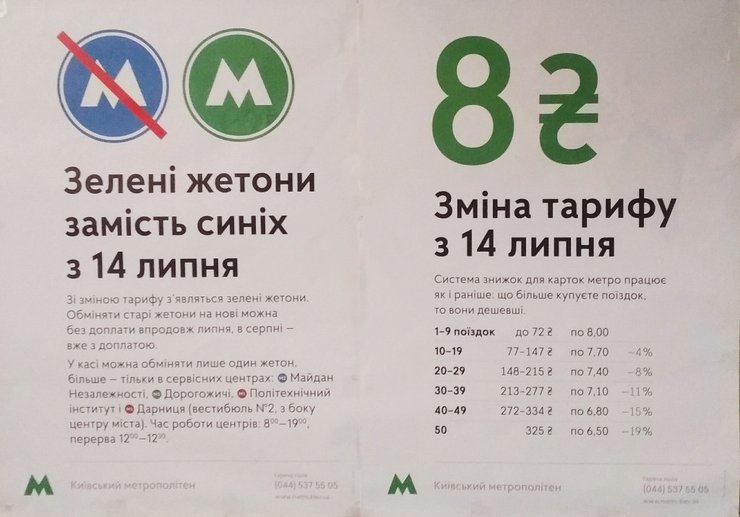 Зелені жетони
замість синіх
з 14 липня
Зі зміною тарифу з'являться зелені жетони.
Обміняти старі жетони на нові можна
без доплати впродовж липня, в серпні –
вже з доплатою.
У касі можна обміняти лише один жетон,
більше – тільки в сервісних центрах: Майдан
Незалежності, Дорогожичі, Політехнічний
інститут і Дарниця (вестибюль №2, з боку
центру міста). Час роботи центрів: 8⁰⁰–19⁰⁰,
перерва 12⁰⁰–12³⁰.
Київський метрополітен
Гаряча лінія
(044) 537 55 05
8 ₴
Зміна тарифу
з 14 липня
Система знижок для карток метро працює
як і раніше: що більше купуєте поїздок,
то вони дешевші.
1–9 поїздок до 72 ₴ по 8,00
10–19 77–147 ₴ по 7,70 –4%
20–29 148–215 ₴ по 7,40 –8%
30–39 213–277 ₴ по 7,10 –11%
40–49 272–334 ₴ по 6,80 –15%
50 325 ₴ по 6,50 –19%
Київський метрополітен
Гаряча лінія
(044) 537 55 05